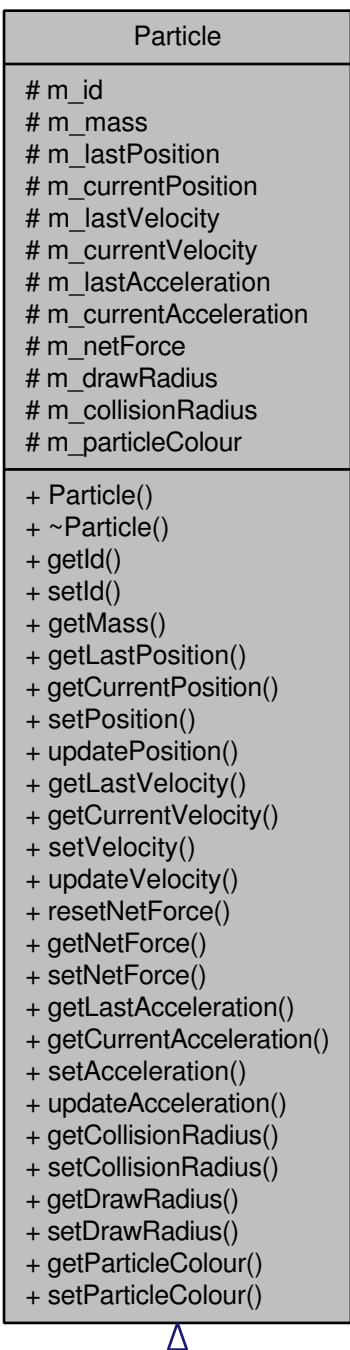 Particle
# m_id
# m_mass
# m_lastPosition
# m_currentPosition
# m_lastVelocity
# m_currentVelocity
# m_lastAcceleration
# m_currentAcceleration
# m_netForce
# m_drawRadius
# m_collisionRadius
# m_particleColour
+ Particle()
+ ~Particle()
+ getId()
+ setId()
+ getMass()
+ getLastPosition()
+ getCurrentPosition()
+ setPosition()
+ updatePosition()
+ getLastVelocity()
+ getCurrentVelocity()
+ setVelocity()
+ updateVelocity()
+ resetNetForce()
+ getNetForce()
+ setNetForce()
+ getLastAcceleration()
+ getCurrentAcceleration()
+ setAcceleration()
+ updateAcceleration()
+ getCollisionRadius()
+ setCollisionRadius()
+ getDrawRadius()
+ setDrawRadius()
+ getParticleColour()
+ setParticleColour()